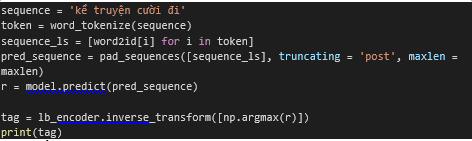 sequence = 'kể truyện cười đi'
token = word_tokenize(sequence)
sequence_ls = [word2id[i] for i in token]
pred_sequence = pad_sequences([sequence_ls], truncating = 'post', maxlen =
maxlen)
r = model.predict(pred_sequence)
tag = lb_encoder.inverse_transform([np.argmax(r)])
print(tag)